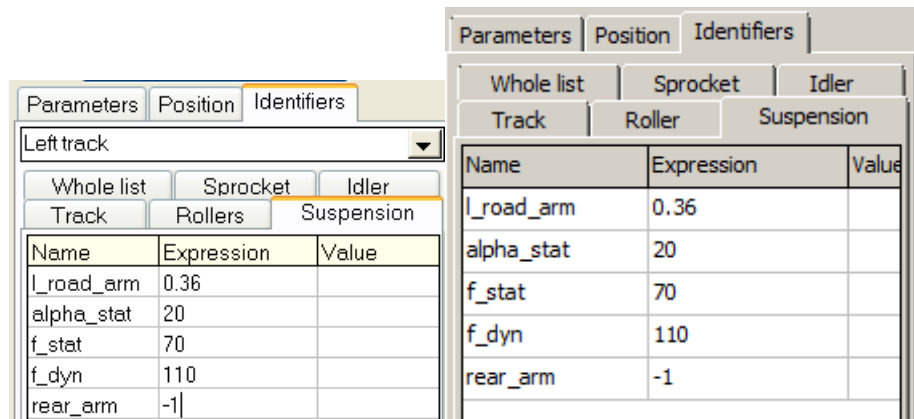 Parameters Position Identifiers
Left track
Whole list Sprocket Idler
Track Rollers Suspension
Name Expression Value
l_road_arm 0.36
alpha_stat 20
f_stat 70
f_dyn 110
rear_arm -1
Parameters Position Identifiers
Whole list Sprocket Idler
Track Roller Suspension
Name Expression Value
l_road_arm 0.36
alpha_stat 20
f_stat 70
f_dyn 110
rear_arm -1